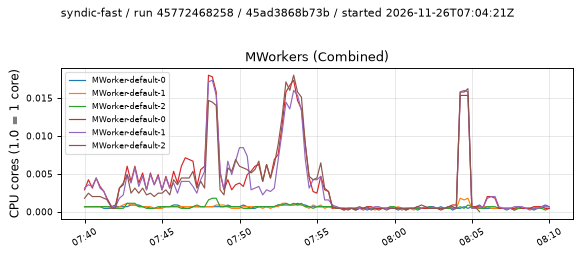 syndic-fast / run 45772468258 / 45ad3868b73b / started 2026-11-26T07:04:21Z
MWorkers (Combined)
CPU cores (1.0 = 1 core)
0.015
0.010
0.005
0.000
MWorker-default-0
MWorker-default-1
MWorker-default-2
MWorker-default-0
MWorker-default-1
MWorker-default-2
07:40
07:45
07:50
07:55
08:00
08:05
08:10